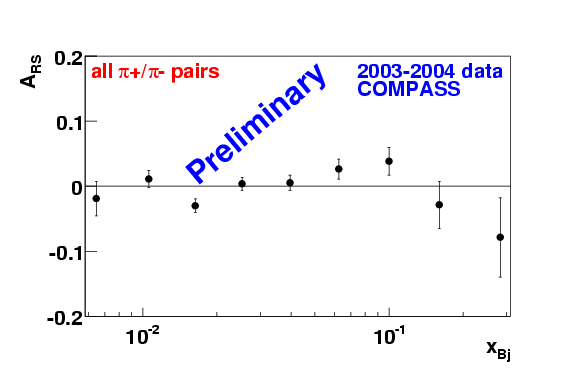 0.2
A_RS
all π+/π- pairs
Preliminary
2003-2004 data
COMPASS
0.1
0
-0.1
-0.2
10^-2
10^-1
x_Bj